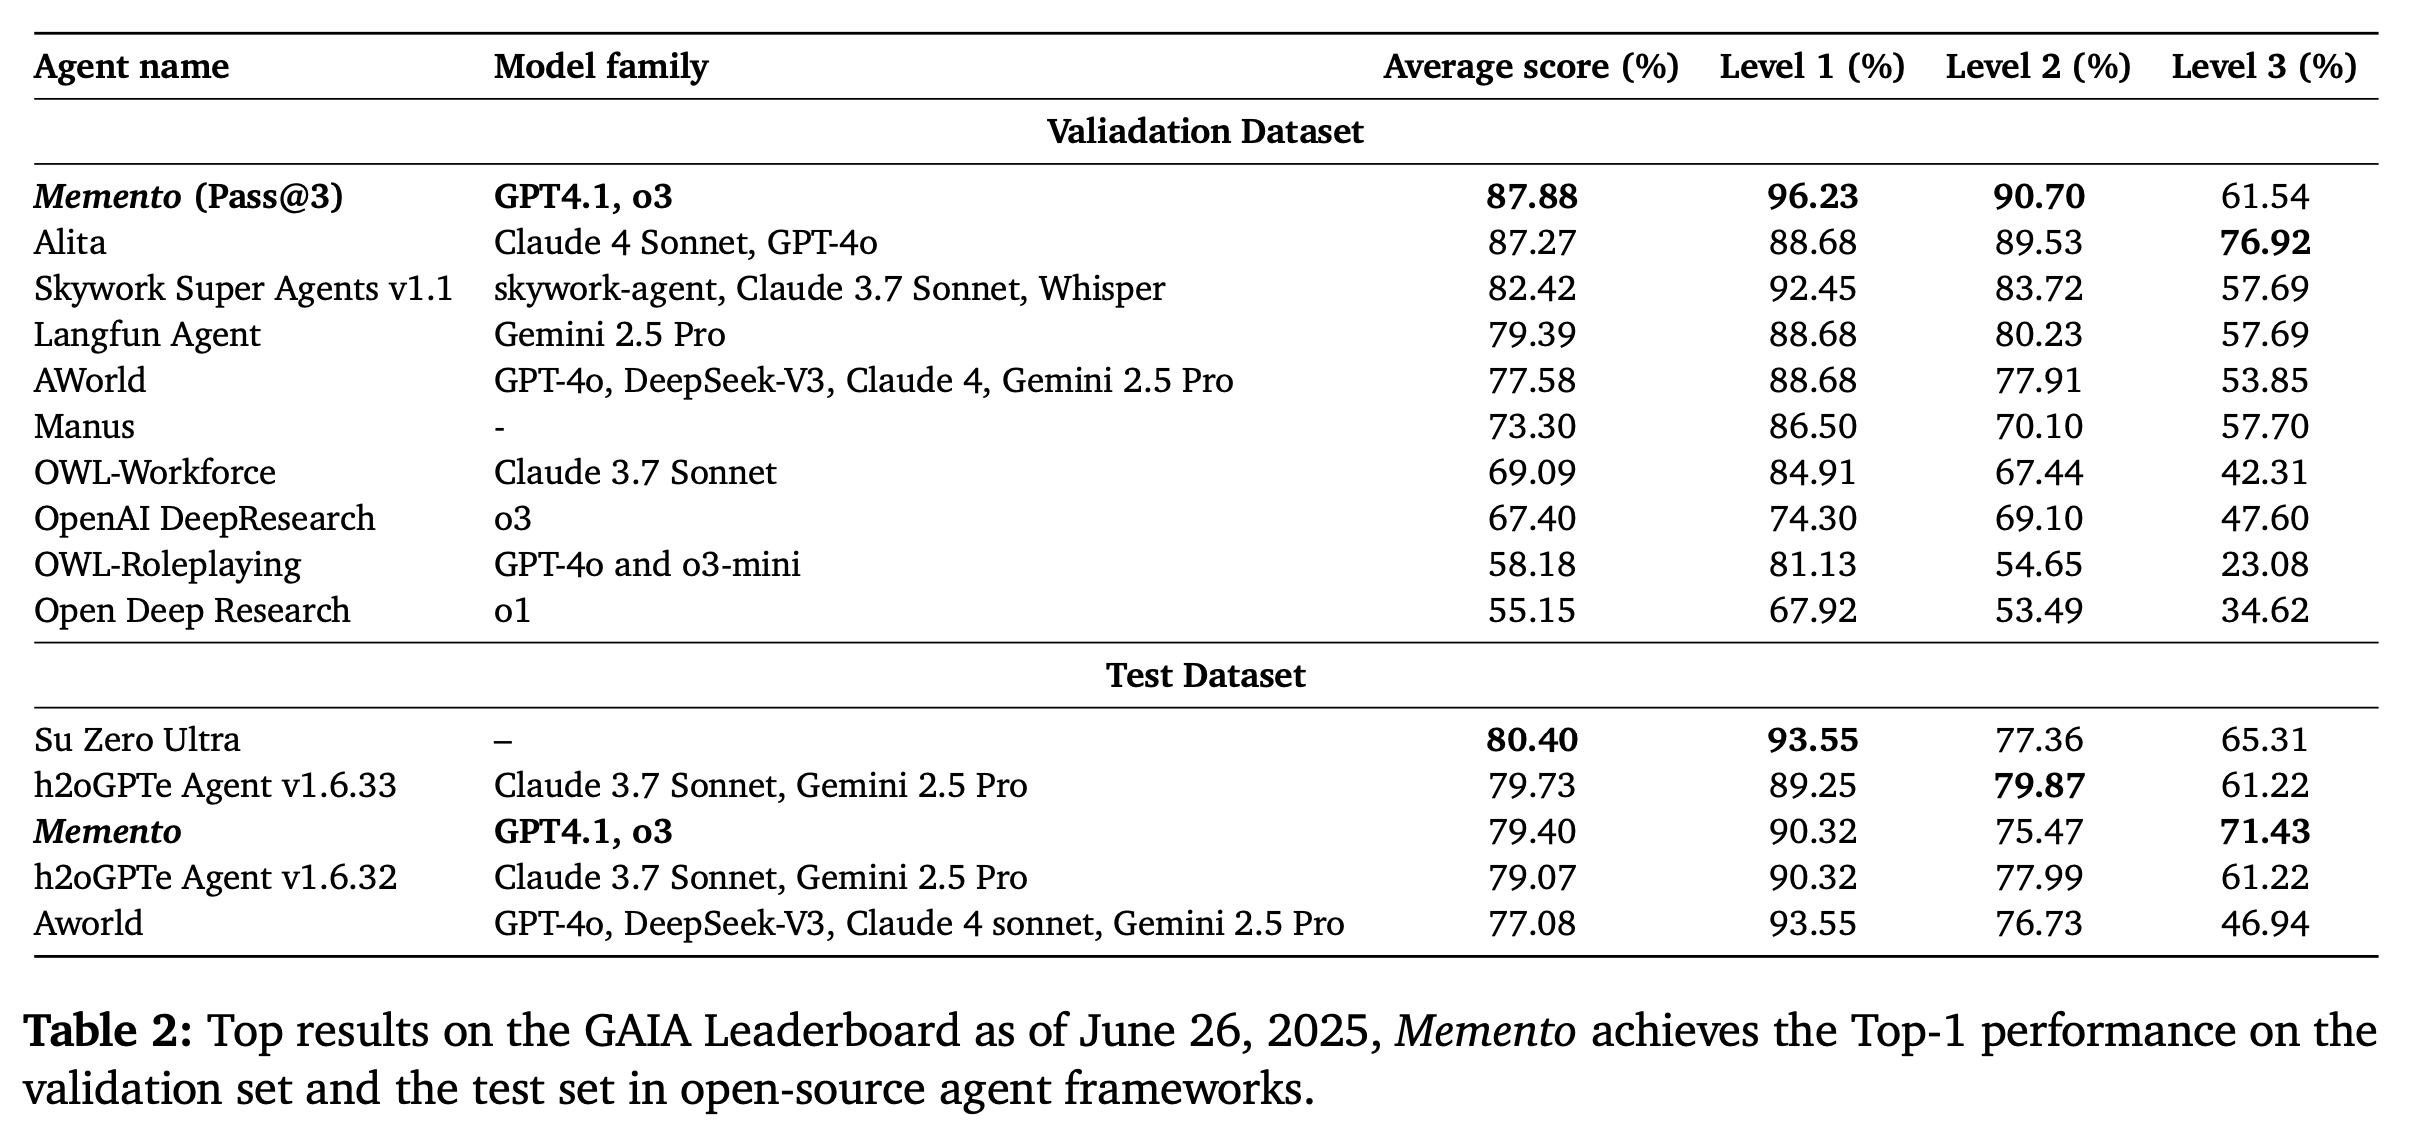 Agent name Model family Average score (%) Level 1 (%) Level 2 (%) Level 3 (%)
Valiadation Dataset
Memento (Pass@3) GPT4.1, o3 87.88 96.23 90.70 61.54
Alita Claude 4 Sonnet, GPT-4o 87.27 88.68 89.53 76.92
Skywork Super Agents v1.1 skywork-agent, Claude 3.7 Sonnet, Whisper 82.42 92.45 83.72 57.69
Langfun Agent Gemini 2.5 Pro 79.39 88.68 80.23 57.69
AWorld GPT-4o, DeepSeek-V3, Claude 4, Gemini 2.5 Pro 77.58 88.68 77.91 53.85
Manus - 73.30 86.50 70.10 57.70
OWL-Workforce Claude 3.7 Sonnet 69.09 84.91 67.44 42.31
OpenAI DeepResearch o3 67.40 74.30 69.10 47.60
OWL-Roleplaying GPT-4o and o3-mini 58.18 81.13 54.65 23.08
Open Deep Research o1 55.15 67.92 53.49 34.62
Test Dataset
Su Zero Ultra – 80.40 93.55 77.36 65.31
h2oGPTe Agent v1.6.33 Claude 3.7 Sonnet, Gemini 2.5 Pro 79.73 89.25 79.87 61.22
Memento GPT4.1, o3 79.40 90.32 75.47 71.43
h2oGPTe Agent v1.6.32 Claude 3.7 Sonnet, Gemini 2.5 Pro 79.07 90.32 77.99 61.22
Aworld GPT-4o, DeepSeek-V3, Claude 4 sonnet, Gemini 2.5 Pro 77.08 93.55 76.73 46.94
Table 2: Top results on the GAIA Leaderboard as of June 26, 2025, Memento achieves the Top-1 performance on the
validation set and the test set in open-source agent frameworks.